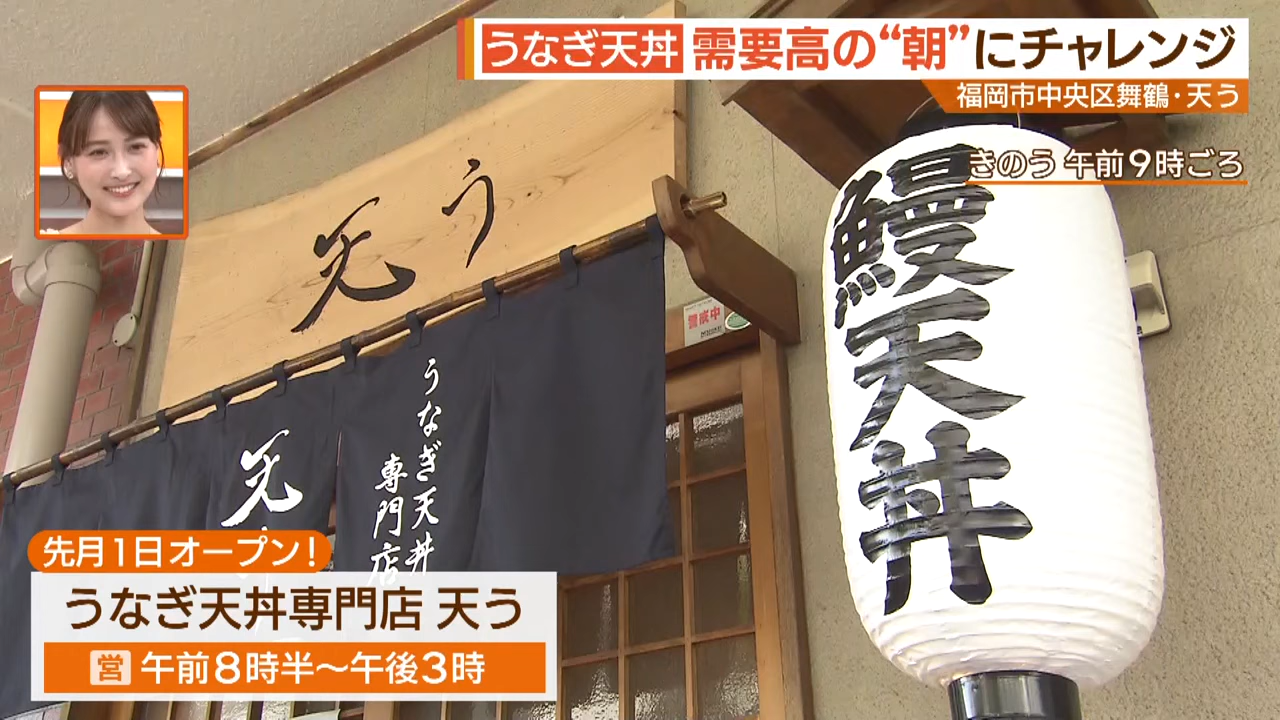 うなぎ天丼 需要高の“朝”にチャレンジ
福岡市中央区舞鶴・天う
きのう 午前9時ごろ
天う
鰻天丼
警戒中
うなぎ天丼
専門店
天
先月1日オープン!
うなぎ天丼専門店 天う
営 午前8時半〜午後3時